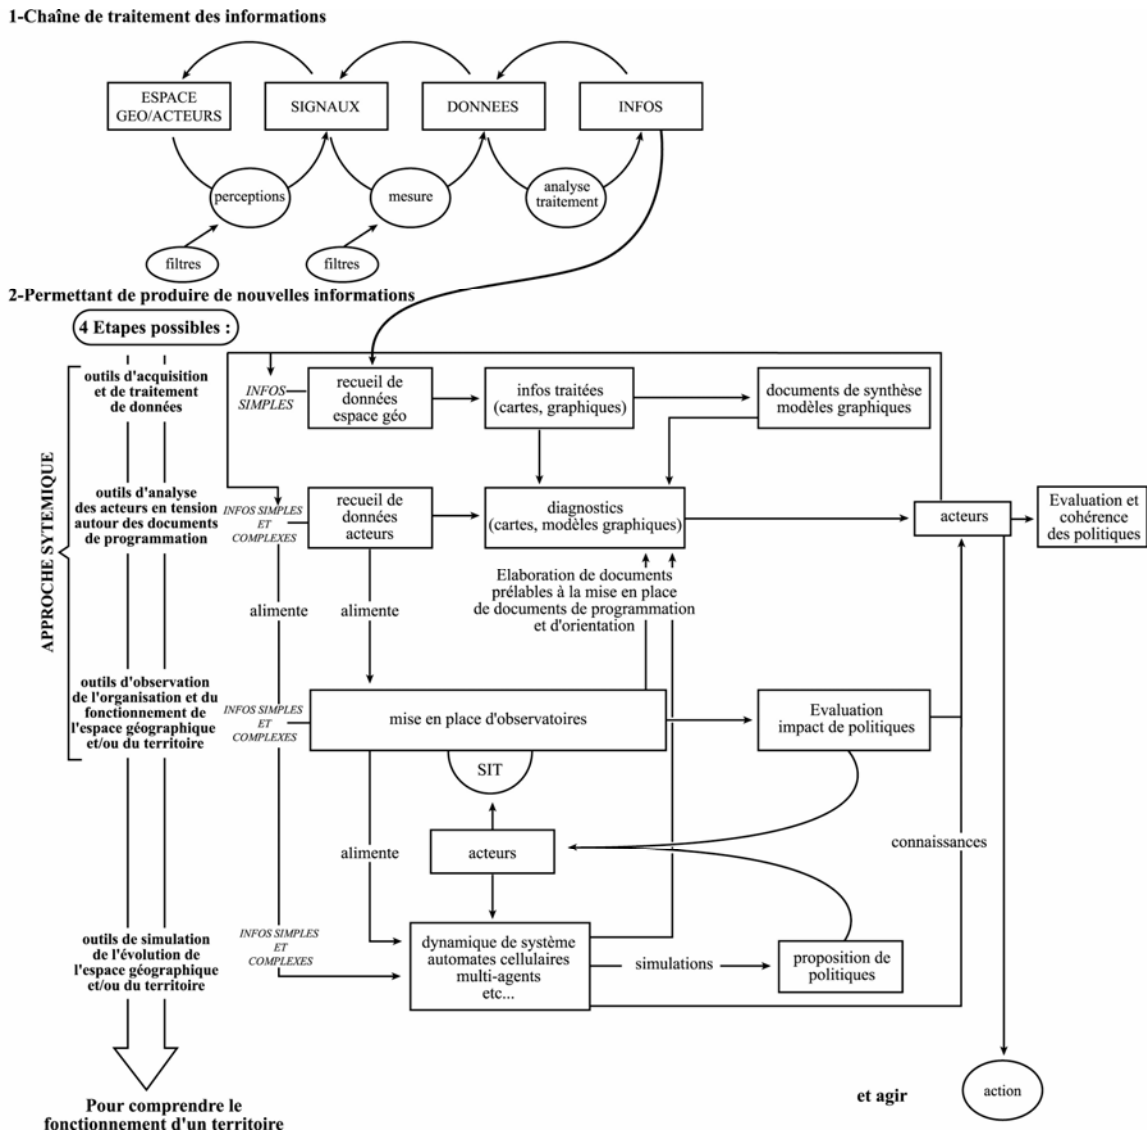 1-Chaîne de traitement des informations
ESPACE
GEO/ACTEURS
SIGNAUX
DONNEES
INFOS
perceptions
mesure
analyse
traitement
filtres
filtres
2-Permettant de produire de nouvelles informations
4 Etapes possibles :
APPROCHE SYTEMIQUE
outils d'acquisition
et de traitement
de données
INFOS
SIMPLES
recueil de
données
espace géo
infos traitées
(cartes, graphiques)
documents de synthèse
modèles graphiques
outils d'analyse
des acteurs en tension
autour des documents
de programmation
INFOS SIMPLES
ET
COMPLEXES
recueil de
données
acteurs
diagnostics
(cartes, modèles graphiques)
acteurs
Evaluation et
cohérence
des politiques
alimente
alimente
Elaboration de documents
prélables à la mise en place
de documents de programmation
et d'orientation
outils d'observation
de l'organisation et du
fonctionnement de
l'espace géographique
et/ou du territoire
INFOS SIMPLES
ET
COMPLEXES
mise en place d'observatoires
SIT
Evaluation
impact de politiques
alimente
acteurs
connaissances
outils de simulation
de l'évolution de
l'espace géographique
et/ou du territoire
INFOS SIMPLES
ET
COMPLEXES
dynamique de système
automates cellulaires
multi-agents
etc...
simulations
proposition de
politiques
Pour comprendre le
fonctionnement d'un territoire
et agir
action